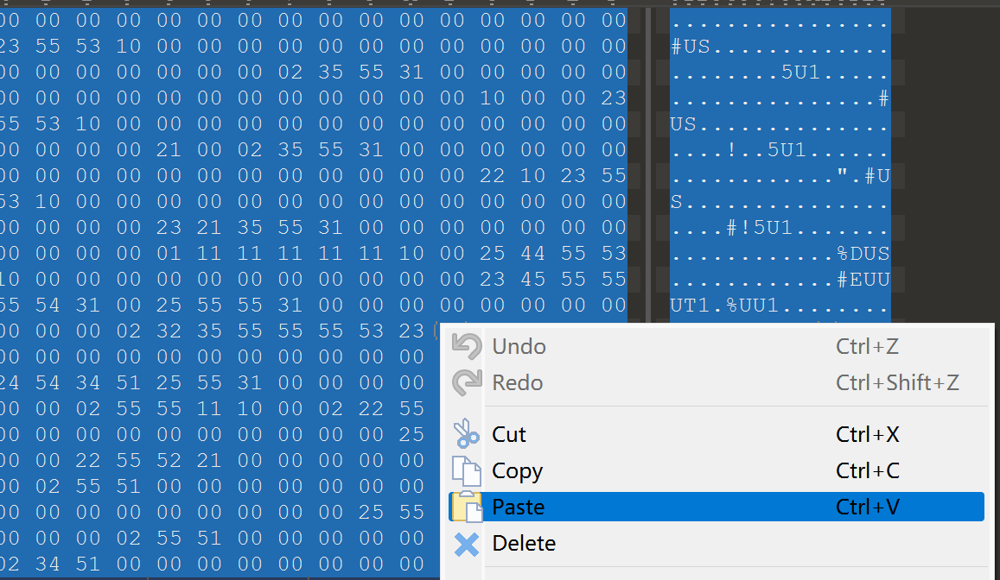 00 00 00 00 00 00 00 00 00 00 00 00 00 00 00 00 ................
23 55 53 10 00 00 00 00 00 00 00 00 00 00 00 00 #US.............
00 00 00 00 00 00 00 02 35 55 31 00 00 00 00 00 ........5U1.....
00 00 00 00 00 00 00 00 00 00 00 00 10 00 00 23 ...............#
55 53 10 00 00 00 00 00 00 00 00 00 00 00 00 00 US..............
00 00 00 00 21 00 02 35 55 31 00 00 00 00 00 00 ....!..5U1......
00 00 00 00 00 00 00 00 00 00 00 00 22 10 23 55 ............".#U
53 10 00 00 00 00 00 00 00 00 00 00 00 00 00 00 S...............
00 00 00 00 23 21 35 55 31 00 00 00 00 00 00 00 ....#!5U1.......
00 00 00 00 01 11 11 11 11 11 10 00 25 44 55 53 ............%DUS
10 00 00 00 00 00 00 00 00 00 00 00 23 45 55 55 ............#EUU
55 54 31 00 25 55 55 31 00 00 00 00 00 00 00 00 UT1.%UU1........
00 00 00 02 32 35 55 55 55 53 23
00 00 00 00 00 00 00 00 00 00 00
24 54 34 51 25 55 31 00 00 00 00
00 00 02 55 55 11 10 00 02 22 55
00 00 00 00 00 00 00 00 00 00 25
00 00 22 55 52 21 00 00 00 00 00
00 02 55 51 00 00 00 00 00 00 00
00 00 00 00 00 00 00 00 00 25 55
00 00 00 02 55 51 00 00 00 00 00
02 34 51 00 00 00 00 00 00 00 00
Undo Ctrl+Z
Redo Ctrl+Shift+Z
Cut Ctrl+X
Copy Ctrl+C
Paste Ctrl+V
Delete